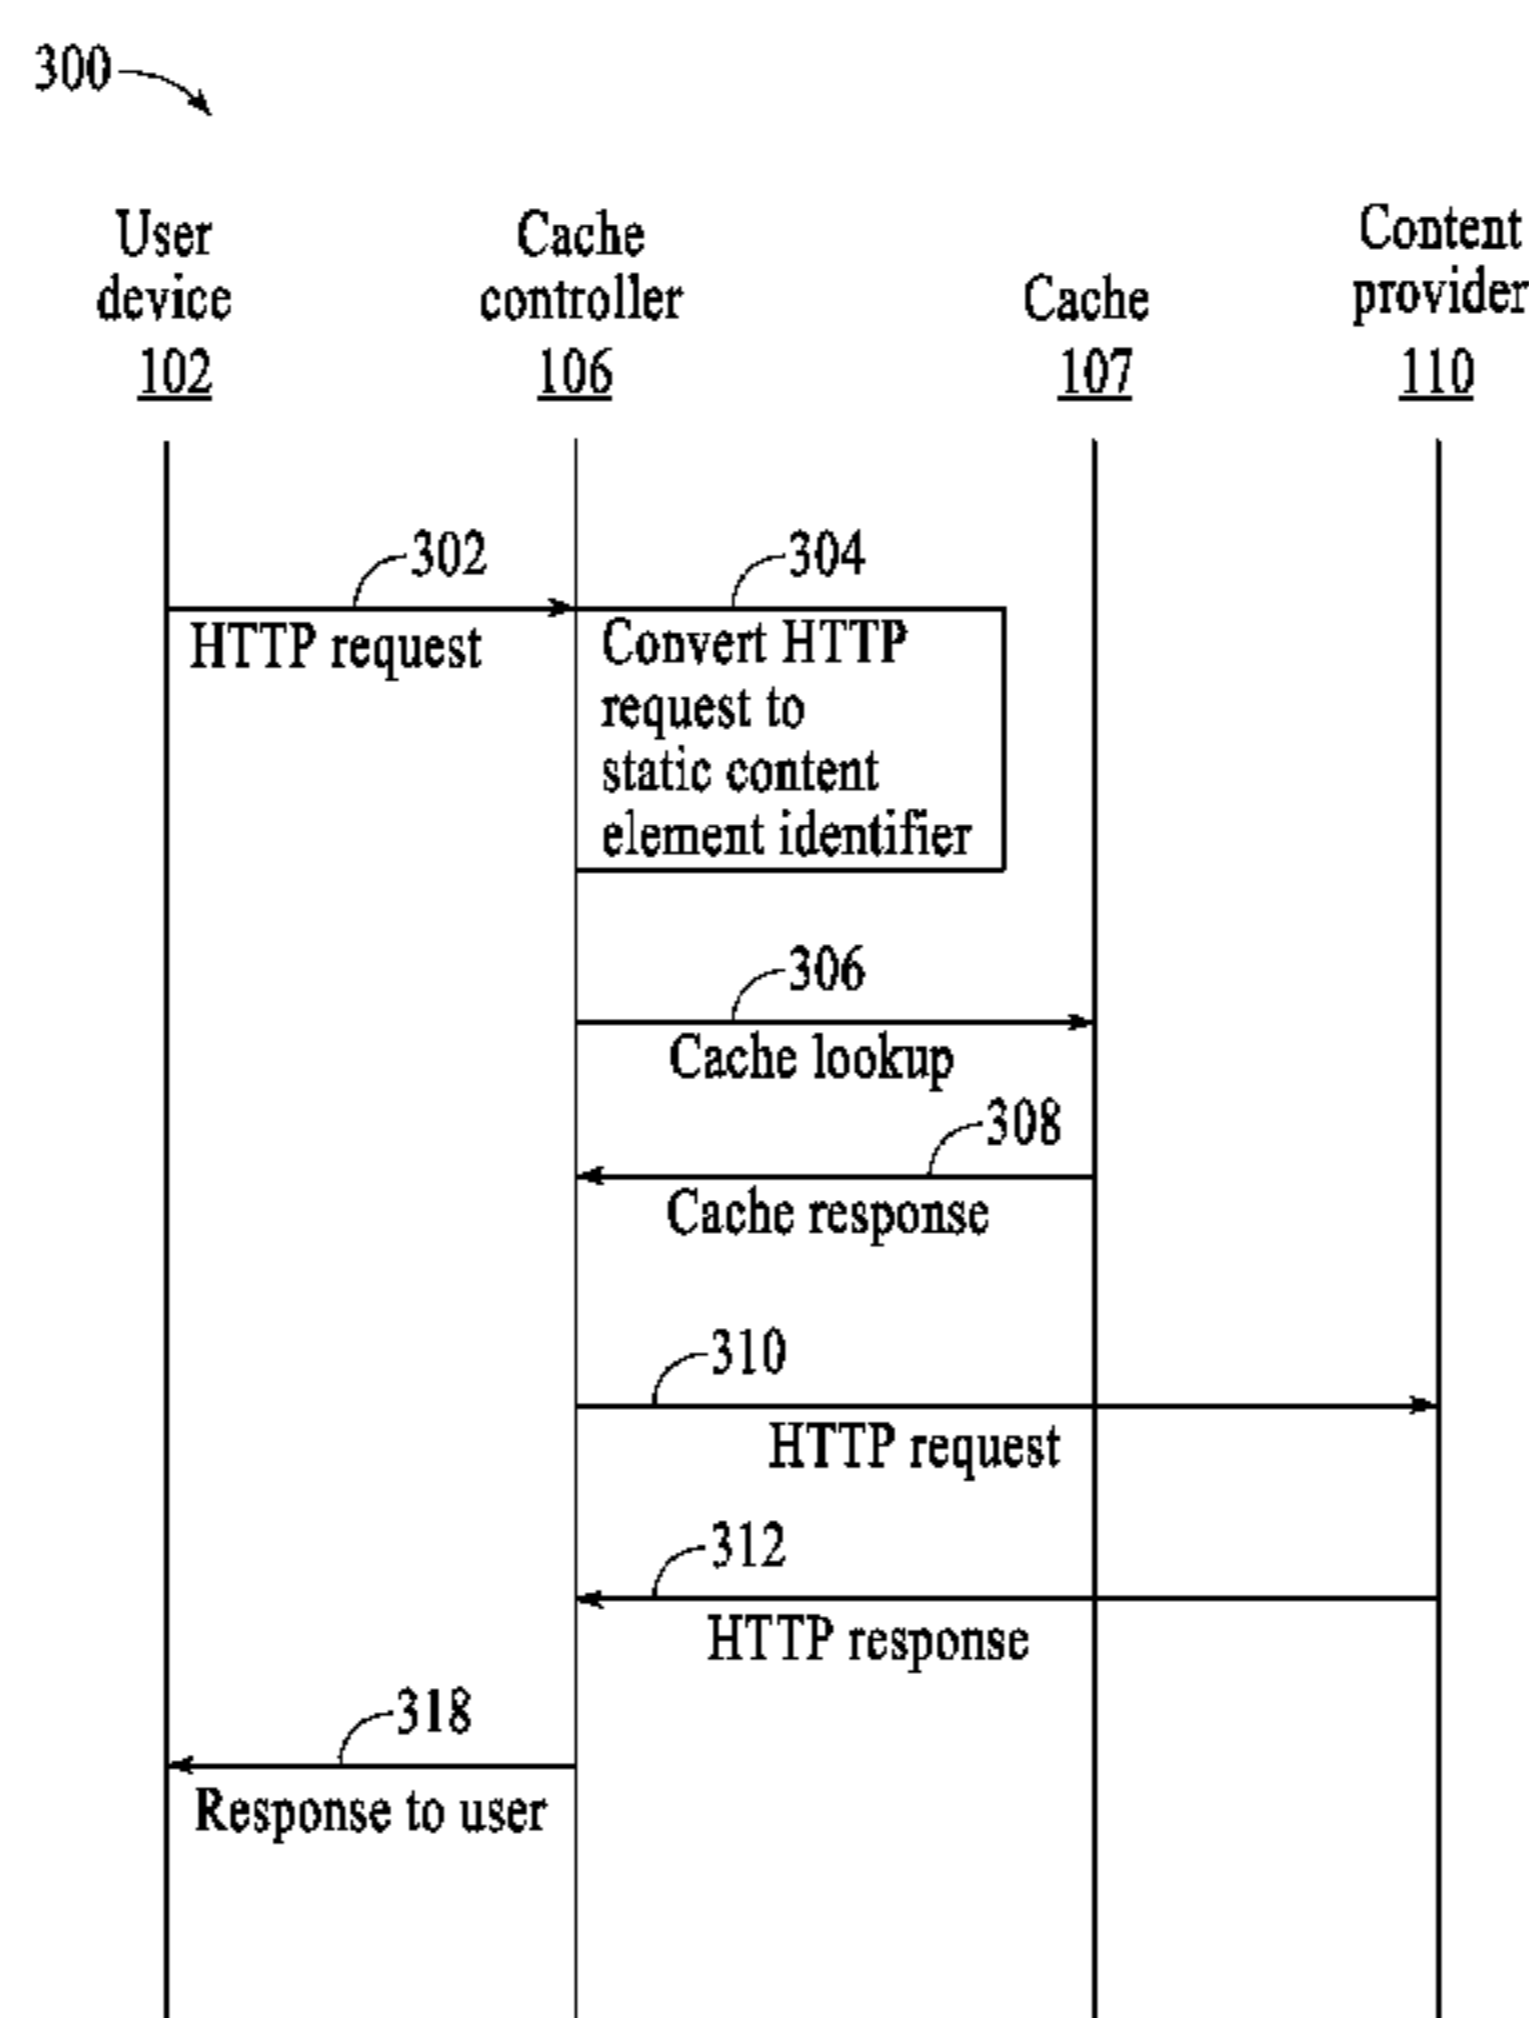 300
User
device
102
Cache
controller
106
Cache
107
Content
provider
110
302
HTTP request
304
Convert HTTP
request to
static content
element identifier
306
Cache lookup
308
Cache response
310
HTTP request
312
HTTP response
318
Response to user